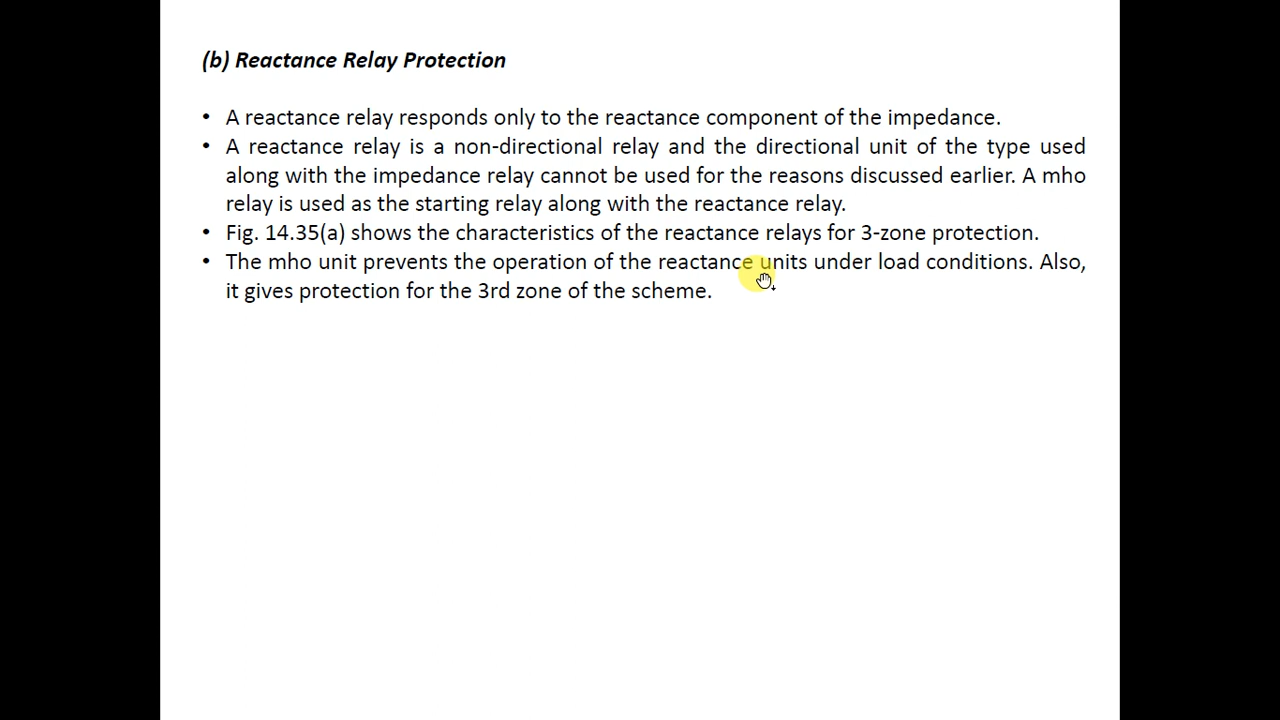 (b) Reactance Relay Protection
• A reactance relay responds only to the reactance component of the impedance.
• A reactance relay is a non-directional relay and the directional unit of the type used
along with the impedance relay cannot be used for the reasons discussed earlier. A mho
relay is used as the starting relay along with the reactance relay.
• Fig. 14.35(a) shows the characteristics of the reactance relays for 3-zone protection.
• The mho unit prevents the operation of the reactance units under load conditions. Also,
it gives protection for the 3rd zone of the scheme.